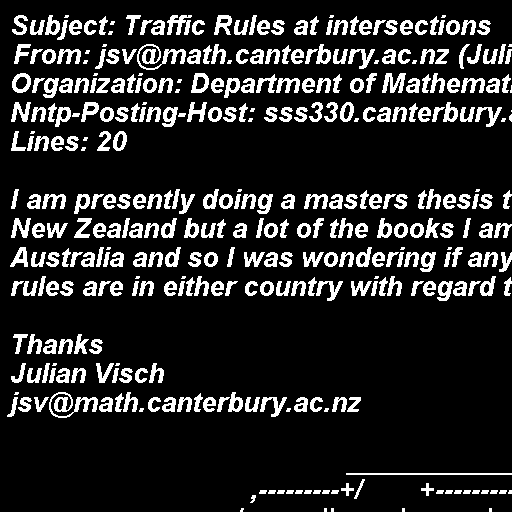 Subject: Traffic Rules at intersections
From: jsv@math.canterbury.ac.nz (Juli
Organization: Department of Mathemat
Nntp-Posting-Host: sss330.canterbury.
Lines: 20
I am presently doing a masters thesis t
New Zealand but a lot of the books I am
Australia and so I was wondering if any
rules are in either country with regard t
Thanks
Julian Visch
jsv@math.canterbury.ac.nz
____________
,---------+/ +---------